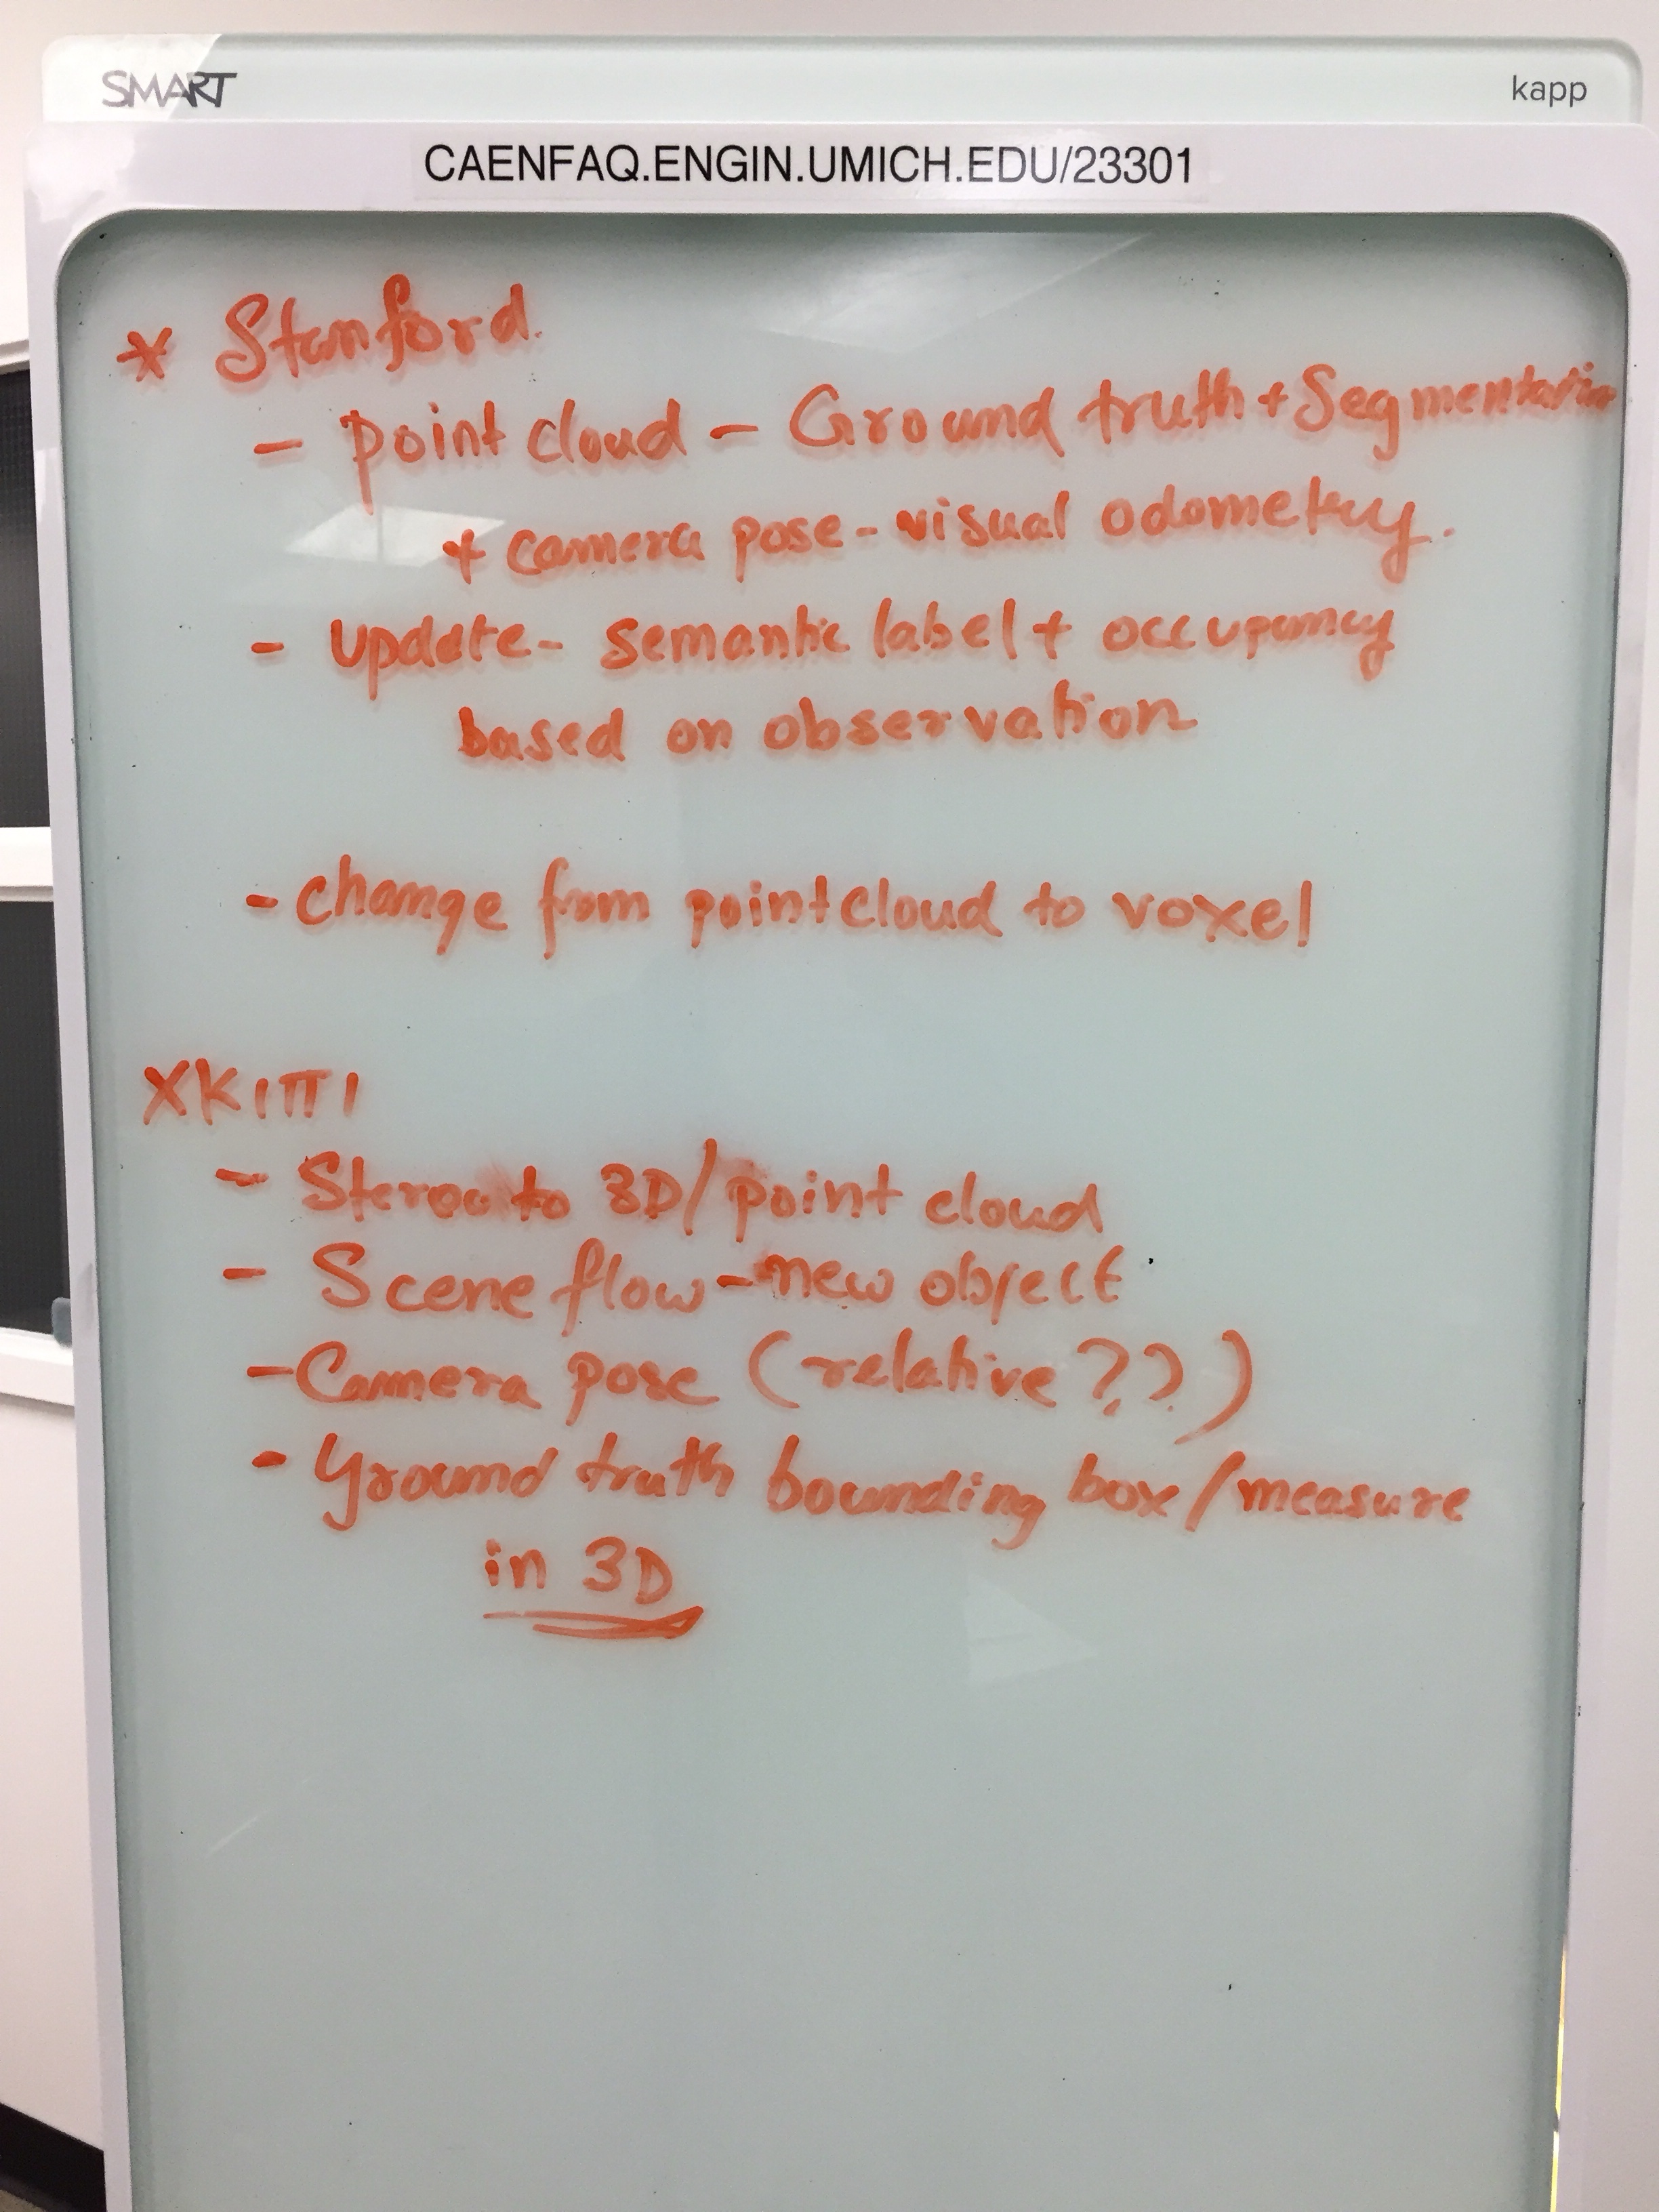 SMART kapp
CAENFAQ.ENGIN.UMICH.EDU/23301
* Stanford.
- point cloud - Ground truth + Segmentation
+ camera pose - visual odometry.
- Update - semantic label + occupancy
based on observation
- change from pointcloud to voxel
X KITTI
- Stereo to 3D/point cloud
- Scene flow - new object
- Camera pose (relative ??)
- Ground truth bounding box/measure
in 3D